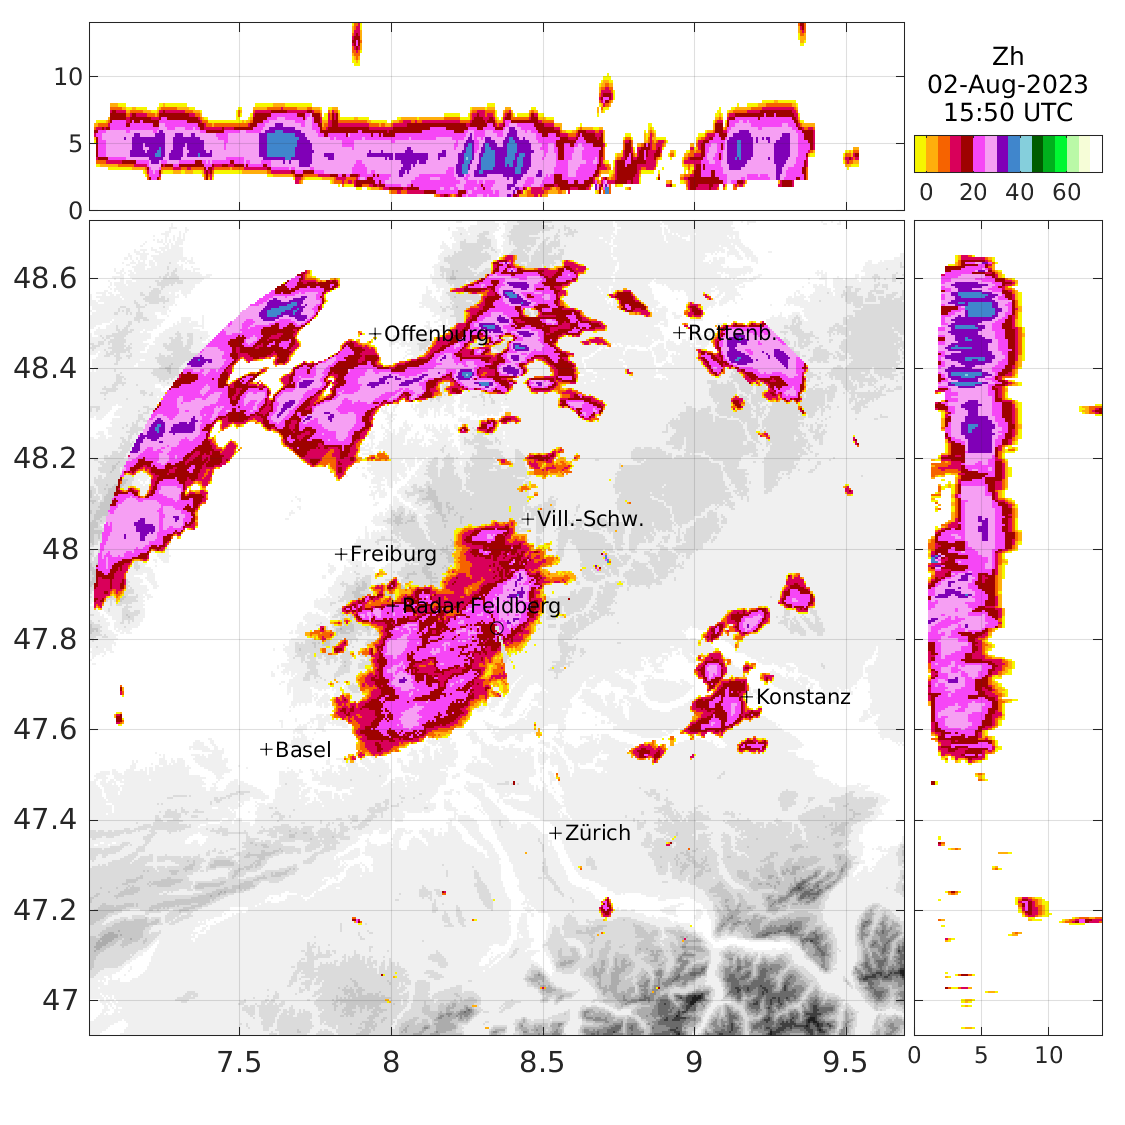 Zh
02-Aug-2023
15:50 UTC
0 20 40 60
10
5
0
48.6
48.4
48.2
48
47.8
47.6
47.4
47.2
47
+Offenburg
+Rottenb.
+Vill.-Schw.
+Freiburg
+Radar Feldberg
+Konstanz
+Basel
+Zürich
7.5 8 8.5 9 9.5
0 5 10